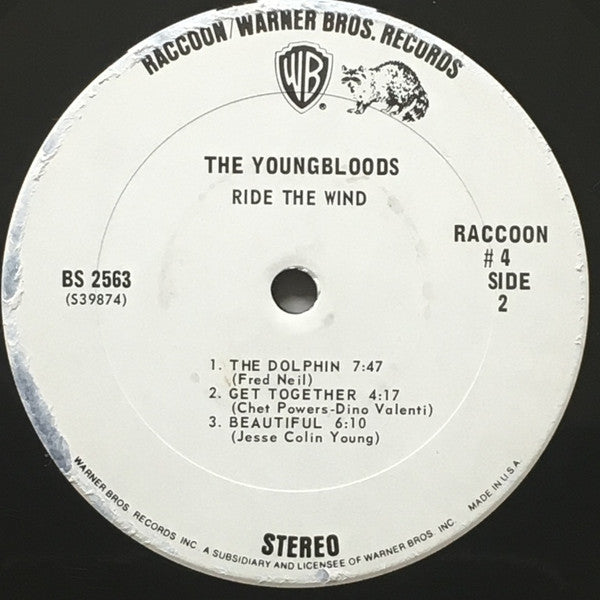 RACCOON/WARNER BROS. RECORDS
WB
®
THE YOUNGBLOODS
RIDE THE WIND
RACCOON
#4
SIDE
2
BS 2563
(S39874)
1. THE DOLPHIN 7:47
(Fred Neil)
2. GET TOGETHER 4:17
(Chet Powers-Dino Valenti)
3. BEAUTIFUL 6:10
(Jesse Colin Young)
STEREO
WARNER BROS. RECORDS INC. A SUBSIDIARY AND LICENSEE OF WARNER BROS. INC. MADE IN U.S.A.